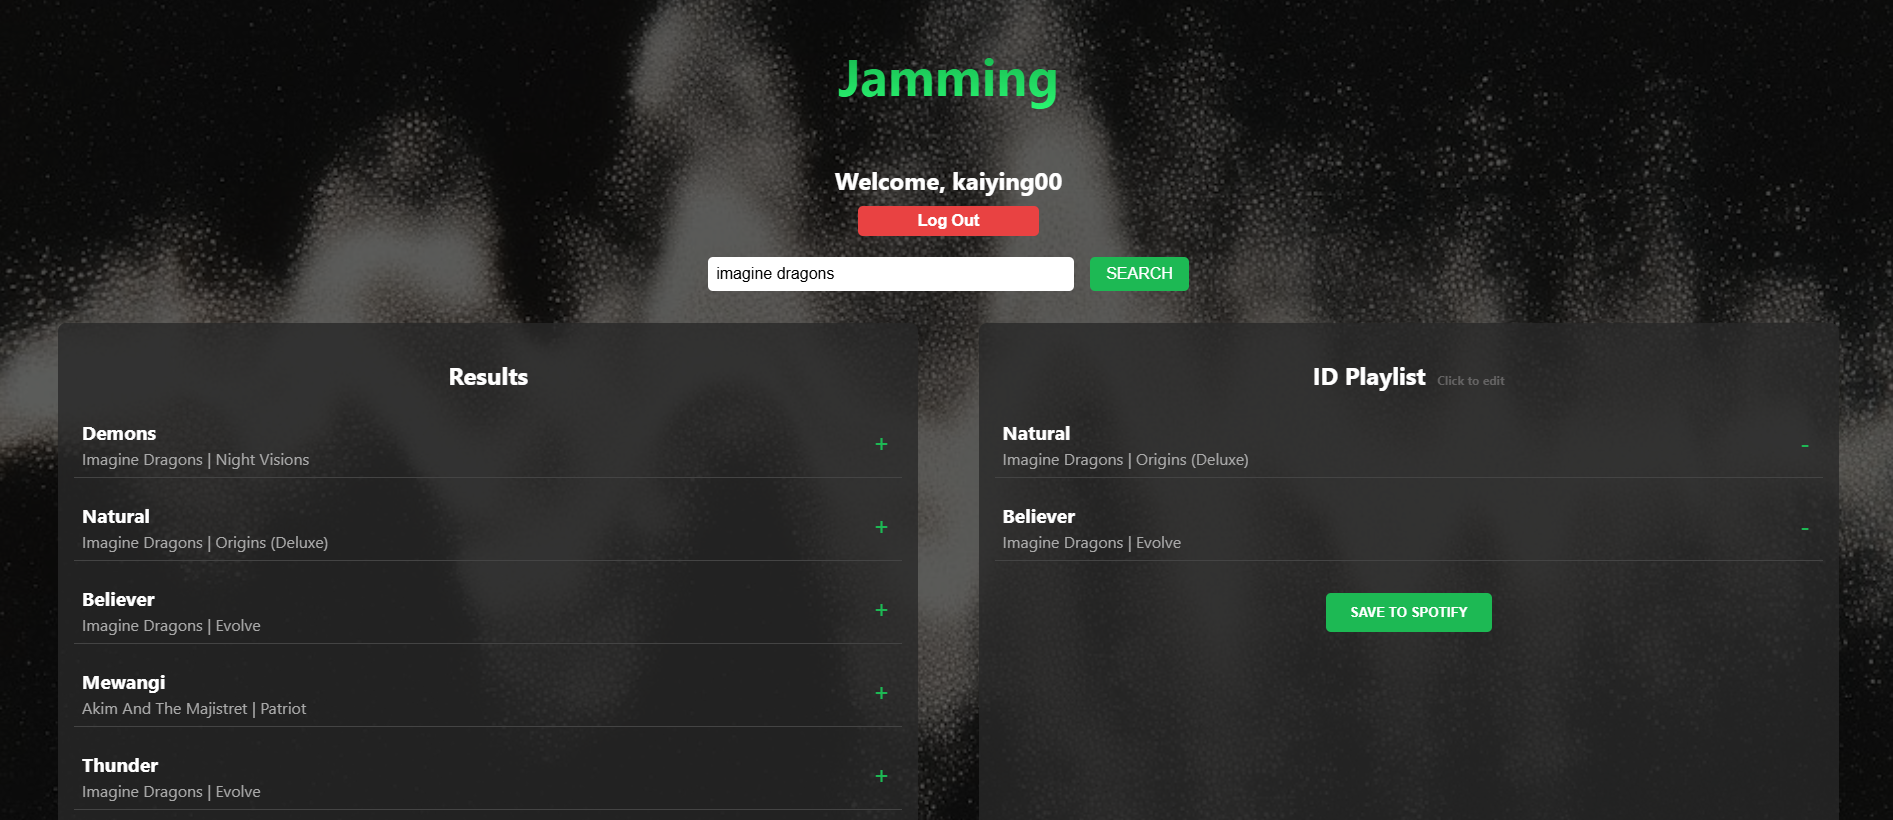 Jamming
Welcome, kaiying00
Log Out
imagine dragons SEARCH
Results
Demons
Imagine Dragons | Night Visions
+
Natural
Imagine Dragons | Origins (Deluxe)
+
Believer
Imagine Dragons | Evolve
+
Mewangi
Akim And The Majistret | Patriot
+
Thunder
Imagine Dragons | Evolve
+
ID Playlist Click to edit
Natural
Imagine Dragons | Origins (Deluxe)
-
Believer
Imagine Dragons | Evolve
-
SAVE TO SPOTIFY